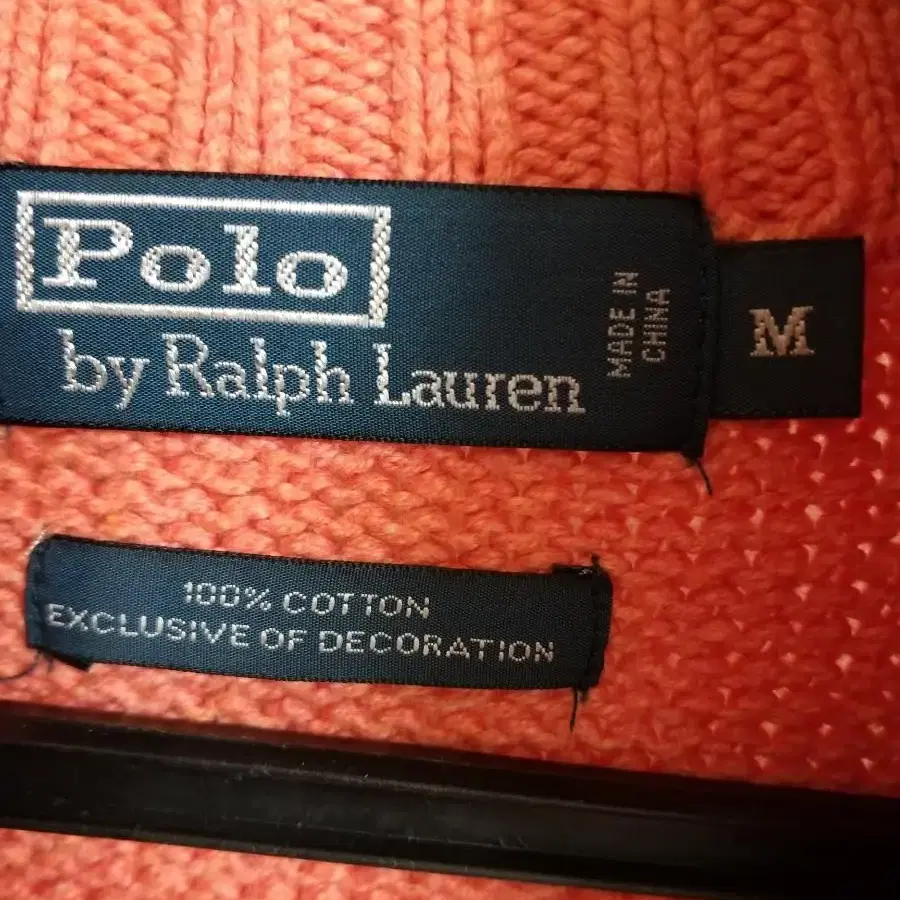 Polo
by Ralph Lauren
MADE IN
CHINA
M
100% COTTON
EXCLUSIVE OF DECORATION